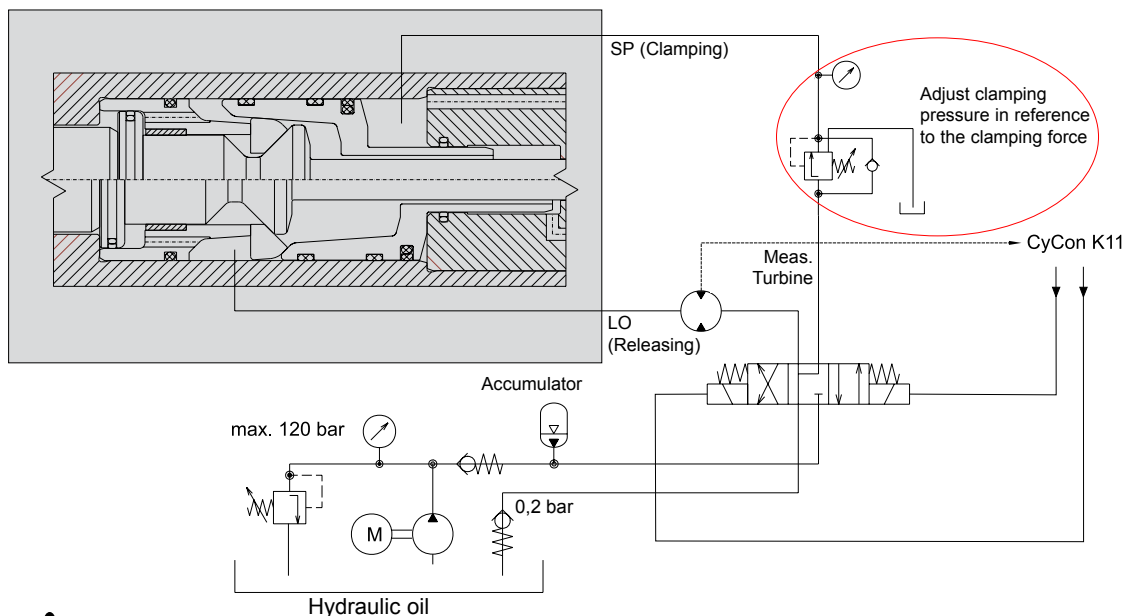 SP (Clamping)
Adjust clamping
pressure in reference
to the clamping force
CyCon K11
Meas.
Turbine
LO
(Releasing)
Accumulator
max. 120 bar
0,2 bar
M
Hydraulic oil